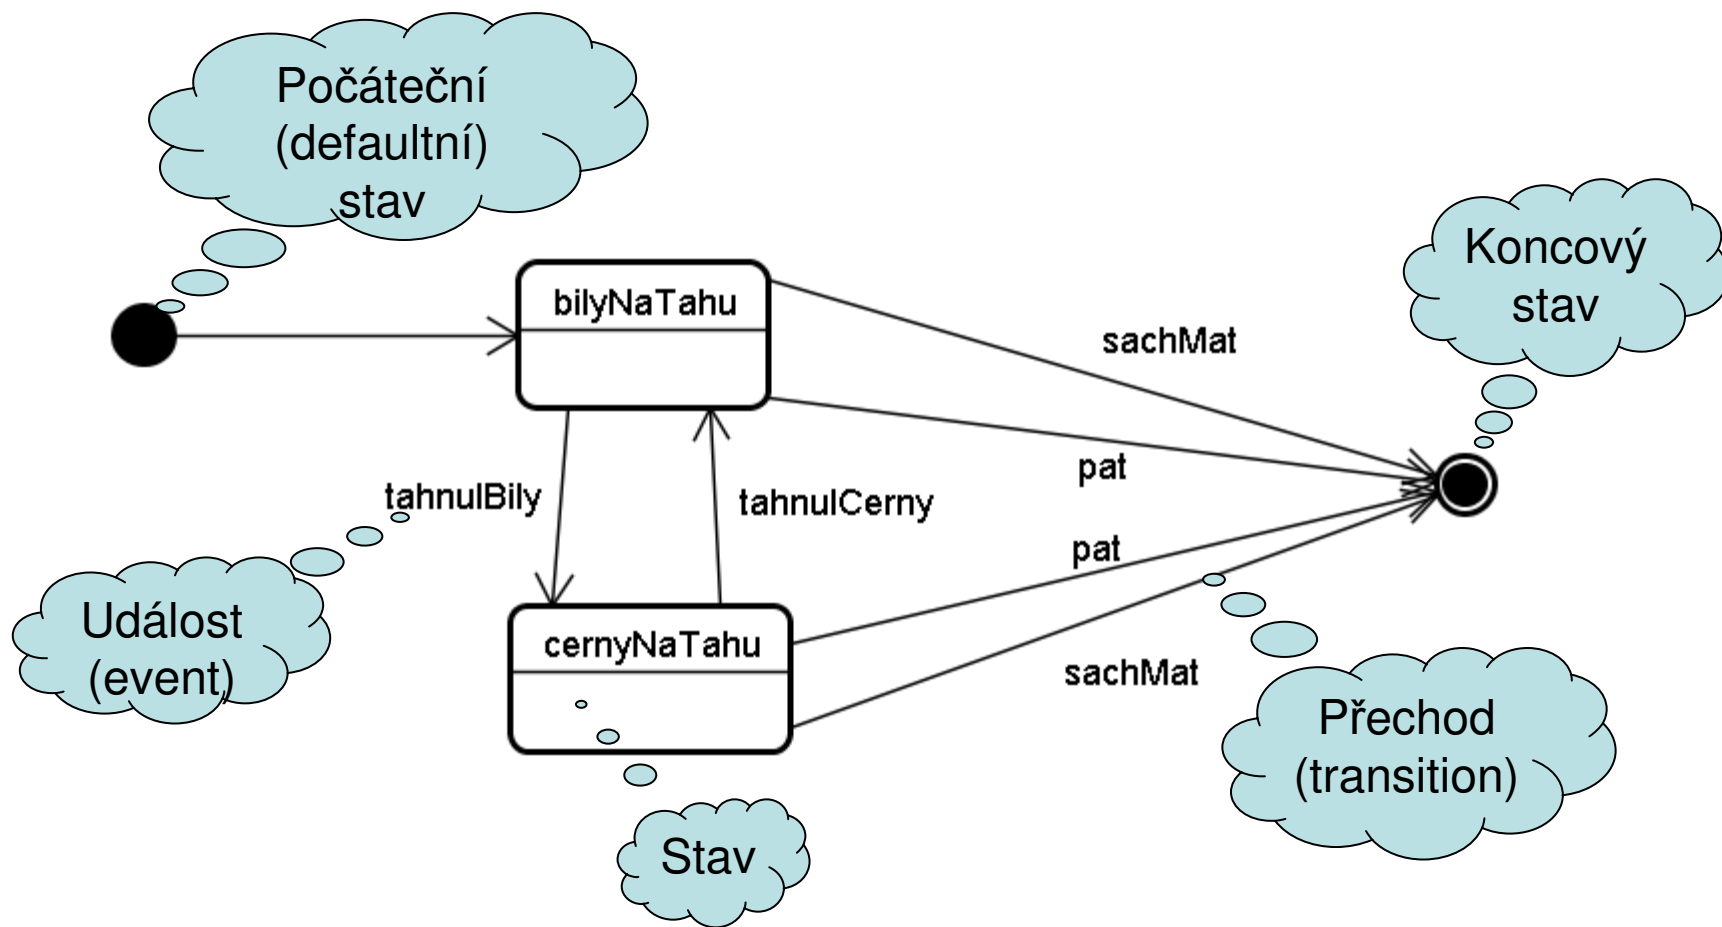 Počáteční
(defaultní)
stav
Koncový
stav
bilyNaTahu
sachMat
pat
tahnulBily
tahnulCerny
pat
Událost
(event)
cernyNaTahu
sachMat
Přechod
(transition)
Stav